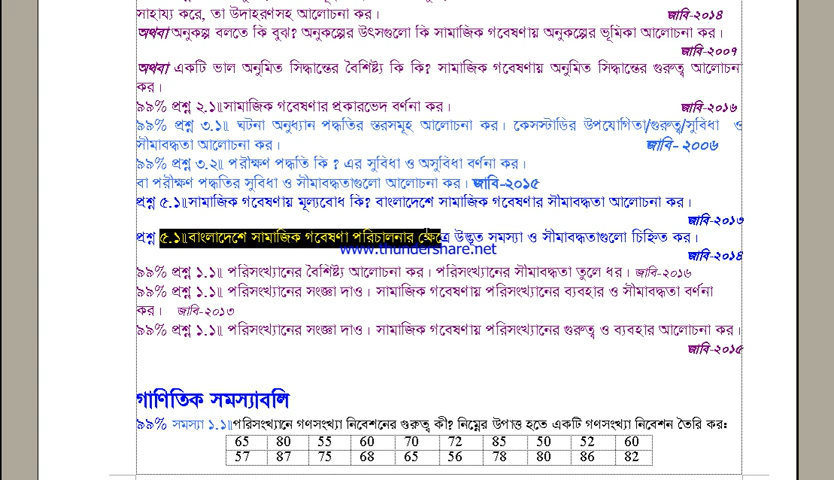 সাহায্য করে, তা উদাহরণসহ আলোচনা কর। জাবি-২০১৪
অথবা অনুকল্প বলতে কি বুঝ? অনুকল্পের উৎসগুলো কি সামাজিক গবেষণায় অনুকল্পের ভূমিকা আলোচনা কর।
জাবি-২০০৭
অথবা একটি ভাল অনুমিত সিদ্ধান্তের বৈশিষ্ট্য কি কি? সামাজিক গবেষণায় অনুমিত সিদ্ধান্তের গুরুত্ব আলোচনা
কর।
৯৯% প্রশ্ন ২.১॥সামাজিক গবেষণার প্রকারভেদ বর্ণনা কর। জাবি-২০১৬
৯৯% প্রশ্ন ৩.১॥ ঘটনা অনুধ্যান পদ্ধতির স্তরসমূহ আলোচনা কর। কেসস্টাডির উপযোগিতা/গুরুত্ব/সুবিধা ও
সীমাবদ্ধতা আলোচনা কর। জাবি- ২০০৬
৯৯% প্রশ্ন ৩.২॥ পরীক্ষণ পদ্ধতি কি ? এর সুবিধা ও অসুবিধা বর্ণনা কর।
বা পরীক্ষণ পদ্ধতির সুবিধা ও সীমাবদ্ধতাগুলো আলোচনা কর। জাবি-২০১৫
প্রশ্ন ৫.১॥সামাজিক গবেষণায় মূল্যবোধ কি? বাংলাদেশে সামাজিক গবেষণার সীমাবদ্ধতা আলোচনা কর।
জাবি-২০১৩
প্রশ্ন ৫.১॥বাংলাদেশে সামাজিক গবেষণা পরিচালনার ক্ষেত্রে উদ্ভূত সমস্যা ও সীমাবদ্ধতাগুলো চিহ্নিত কর।
www.thundershare.net
জাবি-২০১৪
৯৯% প্রশ্ন ১.১॥ পরিসংখ্যানের বৈশিষ্ট্য আলোচনা কর। পরিসংখ্যানের সীমাবদ্ধতা তুলে ধর। জাবি-২০১৬
৯৯% প্রশ্ন ১.১॥ পরিসংখ্যানের সংজ্ঞা দাও। সামাজিক গবেষণায় পরিসংখ্যানের ব্যবহার ও সীমাবদ্ধতা বর্ণনা
কর। জাবি-২০১৩
৯৯% প্রশ্ন ১.১॥ পরিসংখ্যানের সংজ্ঞা দাও। সামাজিক গবেষণায় পরিসংখ্যানের গুরুত্ব ও ব্যবহার আলোচনা কর।
জাবি-২০১৫
গাণিতিক সমস্যাবলি
৯৯% সমস্যা ১.১॥পরিসংখ্যানে গণসংখ্যা নিবেশনের গুরুত্ব কী? নিম্নের উপাত্ত হতে একটি গণসংখ্যা নিবেশন তৈরি কর:
65 80 55 60 70 72 85 50 52 60
57 87 75 68 65 56 78 80 86 82